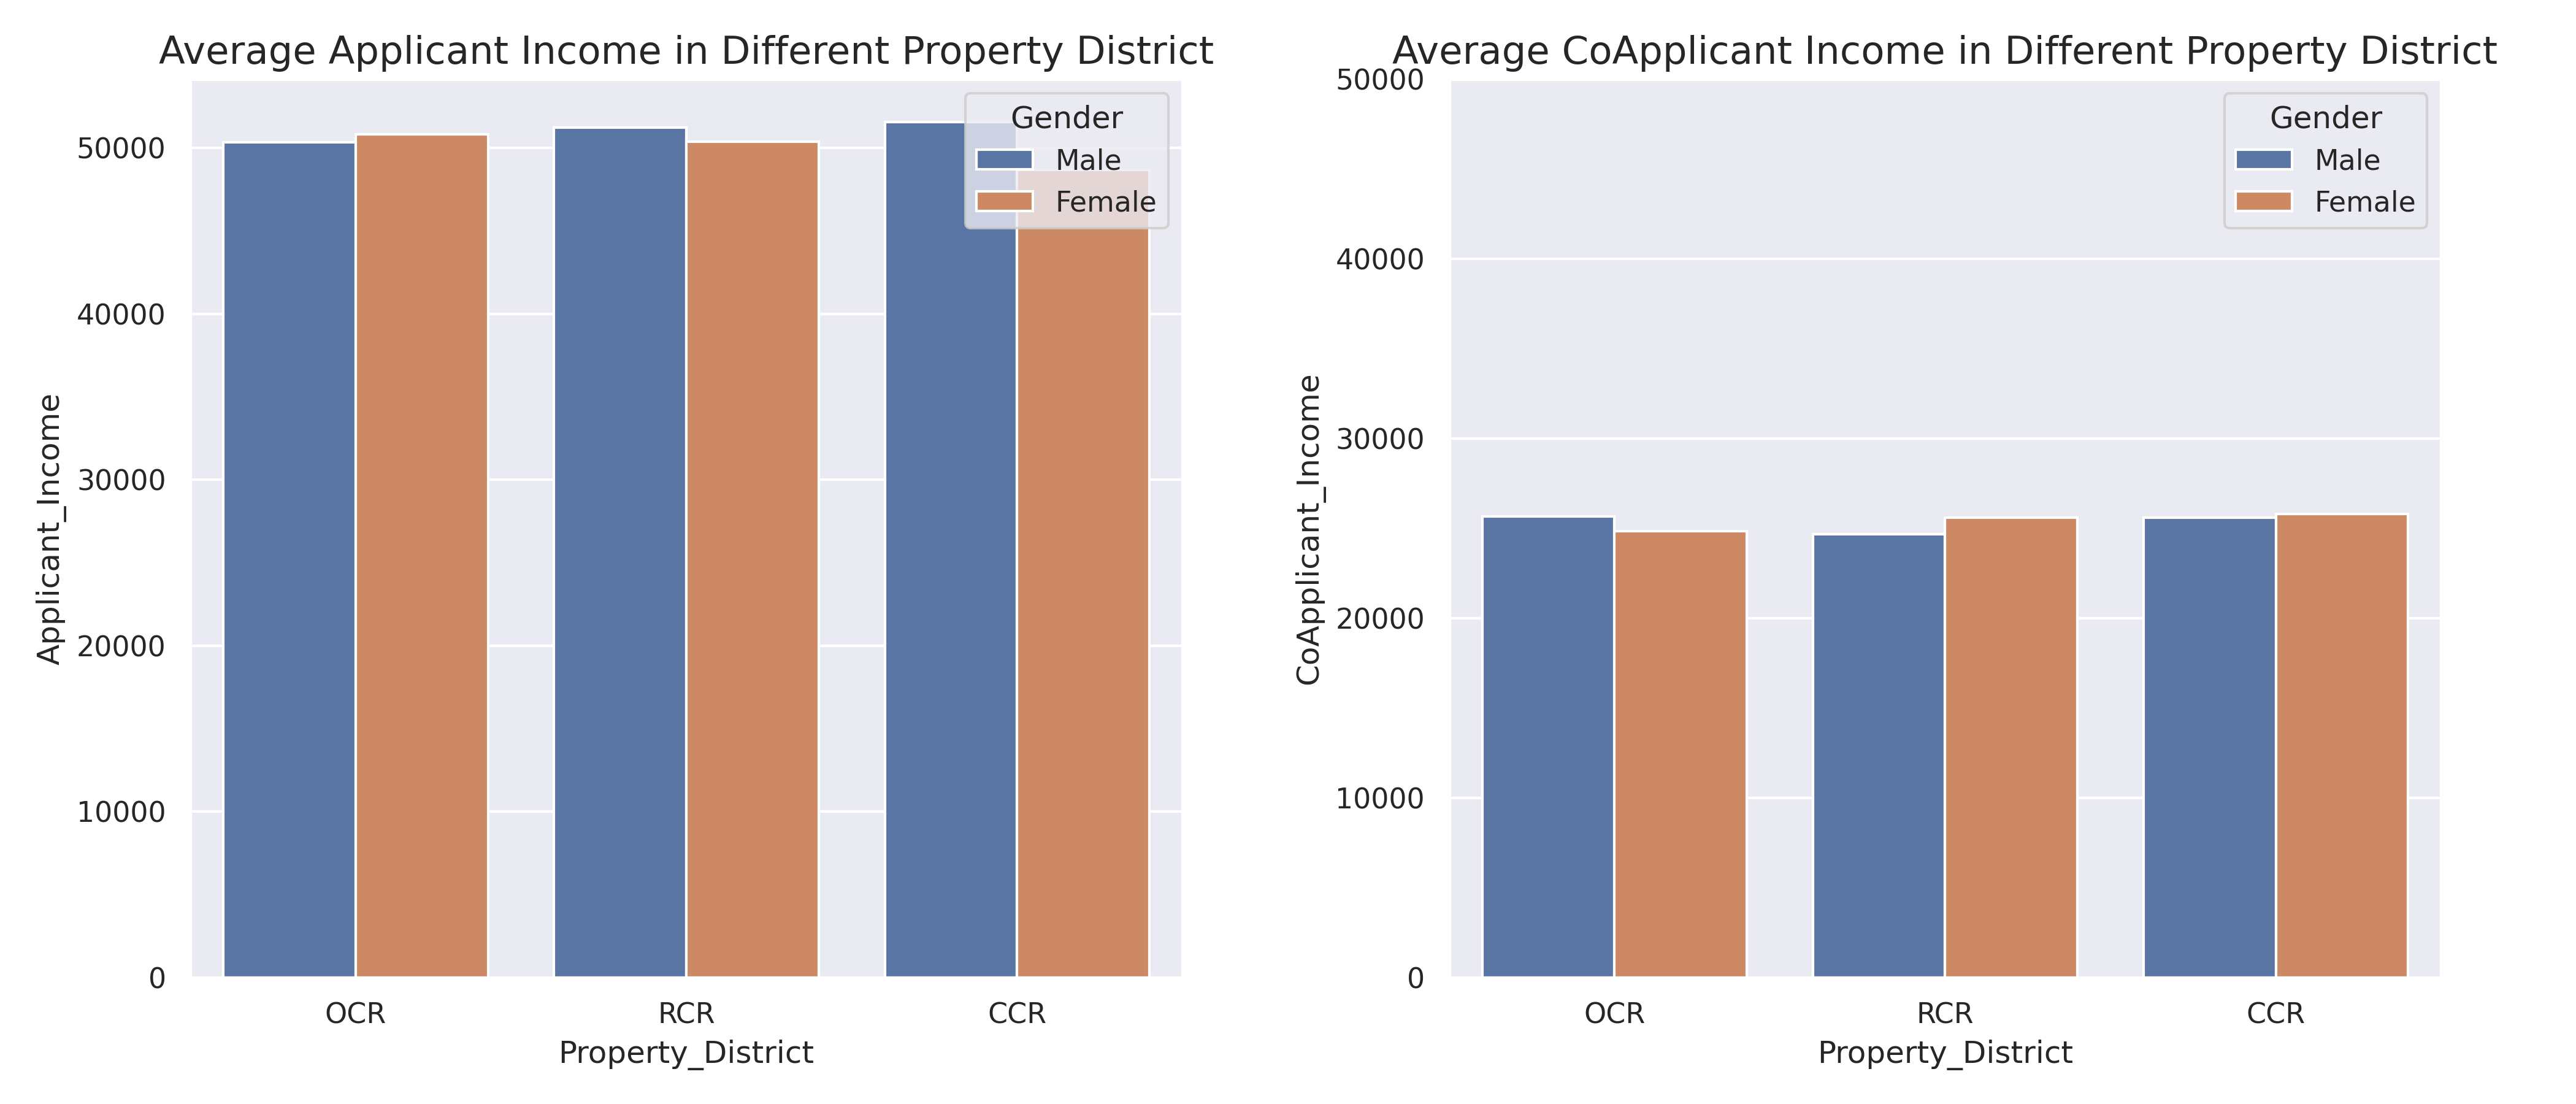 Average Applicant Income in Different Property District
Gender
Male
Female
50000
40000
30000
20000
10000
0
Applicant_Income
OCR
RCR
CCR
Property_District
Average CoApplicant Income in Different Property District
Gender
Male
Female
50000
40000
30000
20000
10000
0
CoApplicant_Income
OCR
RCR
CCR
Property_District